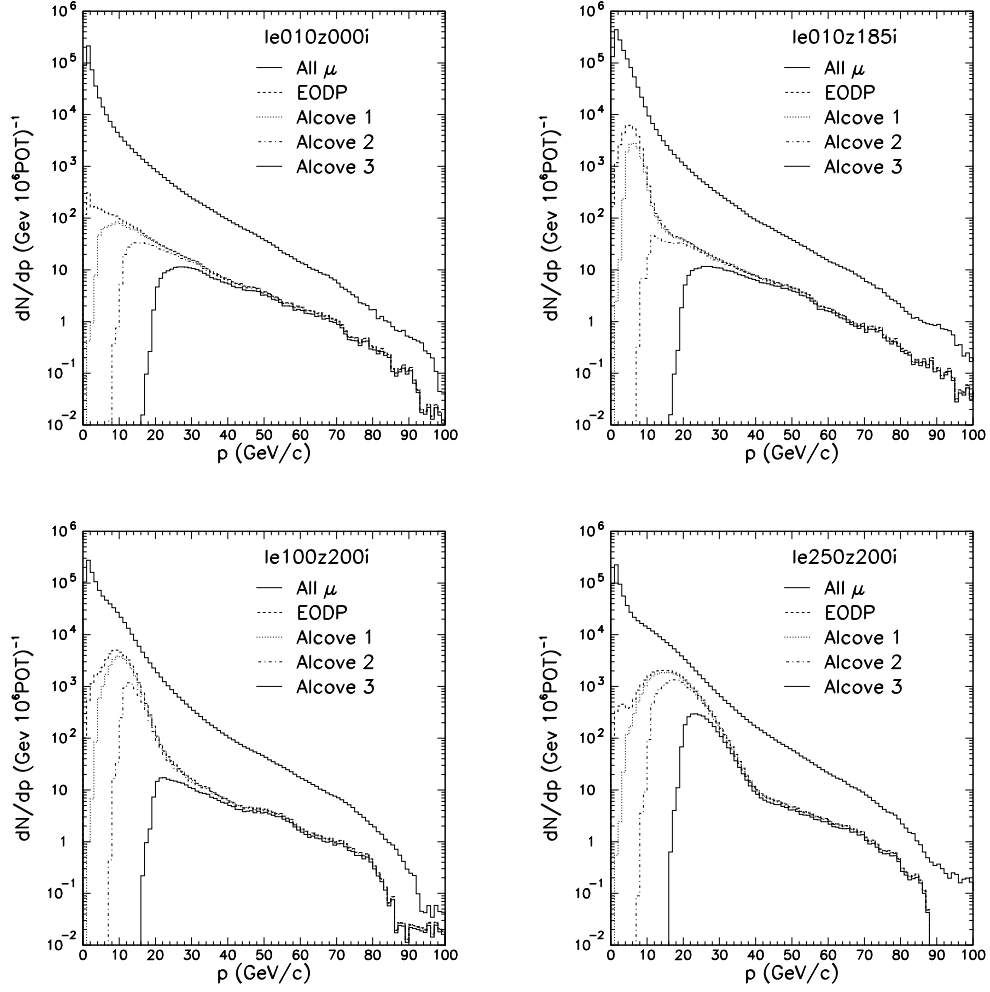 le010z000i
All μ
EODP
Alcove 1
Alcove 2
Alcove 3
dN/dp (Gev 10⁶POT)⁻¹
10⁶
10⁵
10⁴
10³
10²
10
1
10⁻¹
10⁻²
0 10 20 30 40 50 60 70 80 90 100
p (GeV/c)
le010z185i
All μ
EODP
Alcove 1
Alcove 2
Alcove 3
dN/dp (Gev 10⁶POT)⁻¹
10⁶
10⁵
10⁴
10³
10²
10
1
10⁻¹
10⁻²
0 10 20 30 40 50 60 70 80 90 100
p (GeV/c)
le100z200i
All μ
EODP
Alcove 1
Alcove 2
Alcove 3
dN/dp (Gev 10⁶POT)⁻¹
10⁶
10⁵
10⁴
10³
10²
10
1
10⁻¹
10⁻²
0 10 20 30 40 50 60 70 80 90 100
p (GeV/c)
le250z200i
All μ
EODP
Alcove 1
Alcove 2
Alcove 3
dN/dp (Gev 10⁶POT)⁻¹
10⁶
10⁵
10⁴
10³
10²
10
1
10⁻¹
10⁻²
0 10 20 30 40 50 60 70 80 90 100
p (GeV/c)